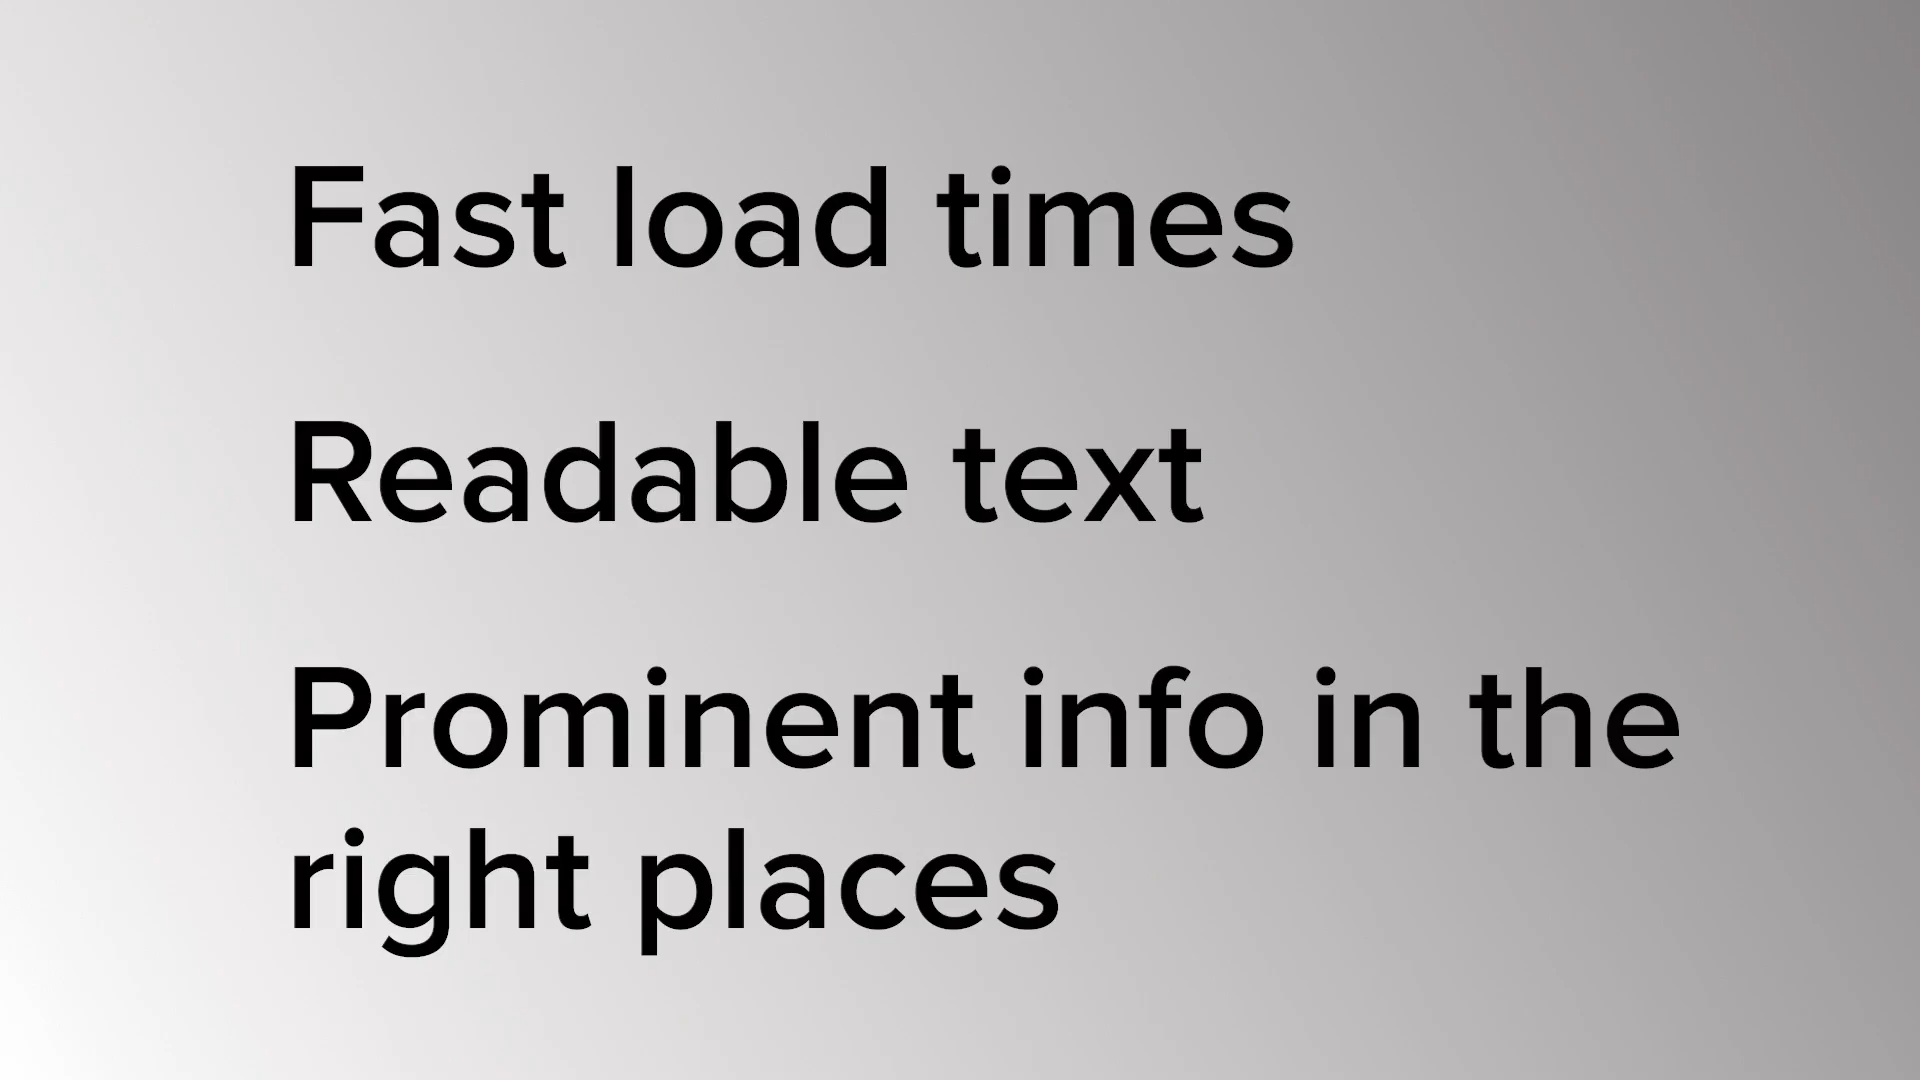 Fast load times
Readable text
Prominent info in the
right places